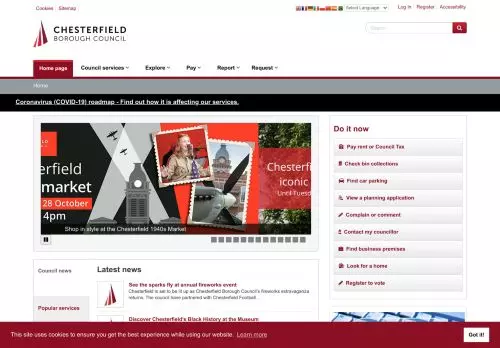 Cookies Sitemap
Select Language
Log in Register Accessibility
CHESTERFIELD
BOROUGH COUNCIL
Search
Home page Council services Explore Pay Report Request
Home
Coronavirus (COVID-19) roadmap - Find out how it is affecting our services.
sterfield
market
28 October
4pm
Chesterfield
iconic
Until Tuesd
Shop in style at the Chesterfield 1940s Market
Do it now
Pay rent or Council Tax
Check bin collections
Find car parking
View a planning application
Complain or comment
Contact my councillor
Find business premises
Look for a home
Register to vote
Council news
Popular services
Latest news
See the sparks fly at annual fireworks event
Chesterfield is set to be lit up as Chesterfield Borough Council's fireworks extravaganza
returns. The council have partnered with Chesterfield Football...
Discover Chesterfield's Black History at the Museum
This site uses cookies to ensure you get the best experience while using our website. Learn more
Got it!